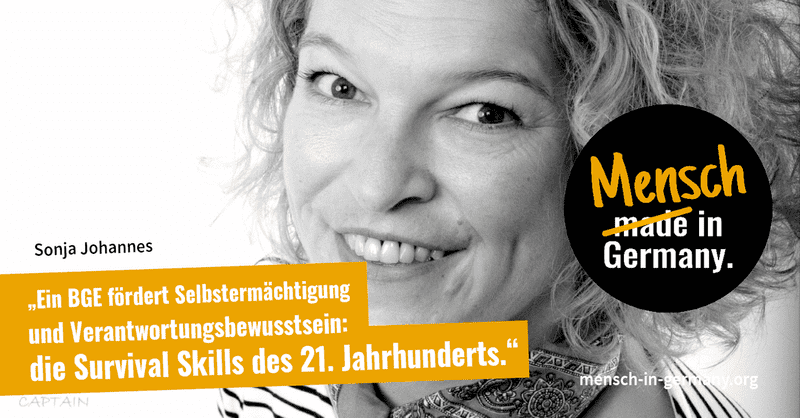 Sonja Johannes
„Ein BGE fördert Selbstermächtigung
und Verantwortungsbewusstsein:
die Survival Skills des 21. Jahrhunderts.“
CAPTAIN
Mensch
made in
Germany.
mensch-in-germany.org